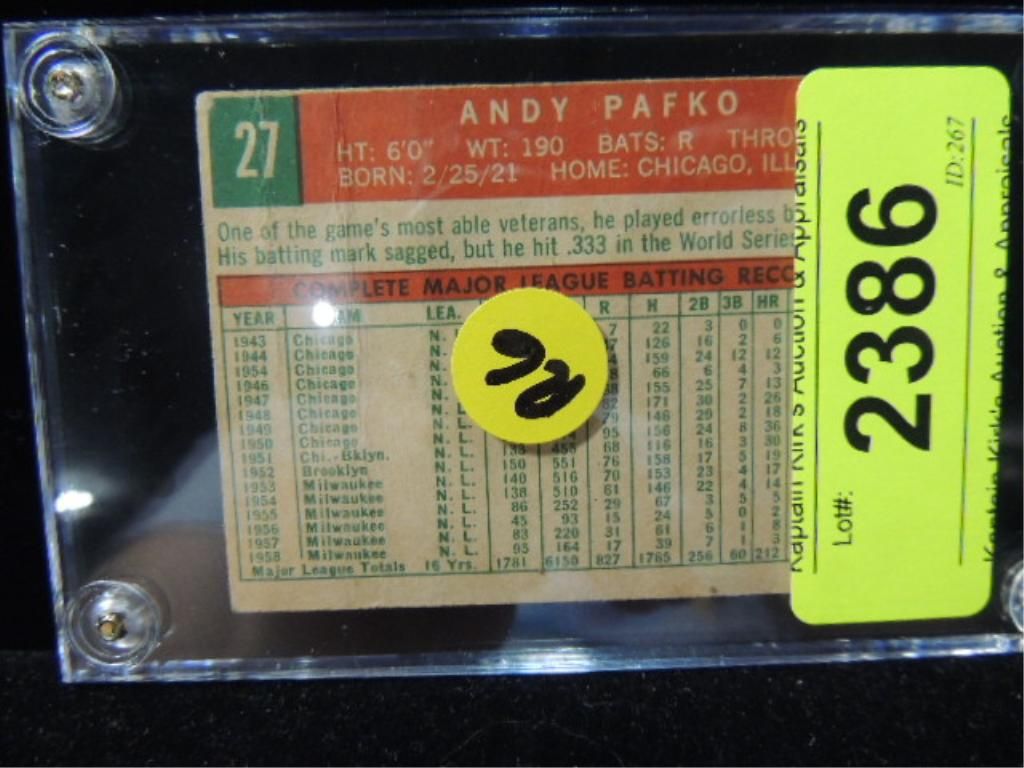 27
ANDY PAFKO
HT: 6'0" WT: 190 BATS: R THRO
BORN: 2/25/21 HOME: CHICAGO, ILL
One of the game's most able veterans, he played errorless b
His batting mark sagged, but he hit .333 in the World Serie
COMPLETE MAJOR LEAGUE BATTING RECO
YEAR TEAM LEA. R H 2B 3B HR
1943 Chicago N. 7 22 3 0 0
1944 Chicago N. 126 16 2 6
1954 Chicago N. 159 24 12 12
1946 Chicago N. 66 6 4 3
1947 Chicago N. 155 25 7 13
1948 Chicago N. 171 30 2 26
1949 Chicago N. L 79 146 29 2 18
1950 Chicago N. L. 95 156 24 8 36
1951 Chi.-Bklyn. N. L. 68 116 16 3 30
1952 Brooklyn N. L. 150 551 76 158 17 5 19
1953 Milwaukee N. L. 140 516 70 153 23 4 17
1954 Milwaukee N. L. 138 510 61 146 22 4 14
1955 Milwaukee N. L. 86 252 29 67 3 5 5
1956 Milwaukee N. L. 45 93 15 24 5 0 2
1957 Milwaukee N. L. 83 220 31 61 6 1 8
1958 Milwaukee N. L. 95 164 17 39 7 1 3
Major League Totals 16 Yrs. 1781 6150 827 1765 256 60 212
RC
Kaptain Kirk's Auction & Appraisals
Lot#:
2386
ID:267
Kaptain Kirk's Auction & Appraisals